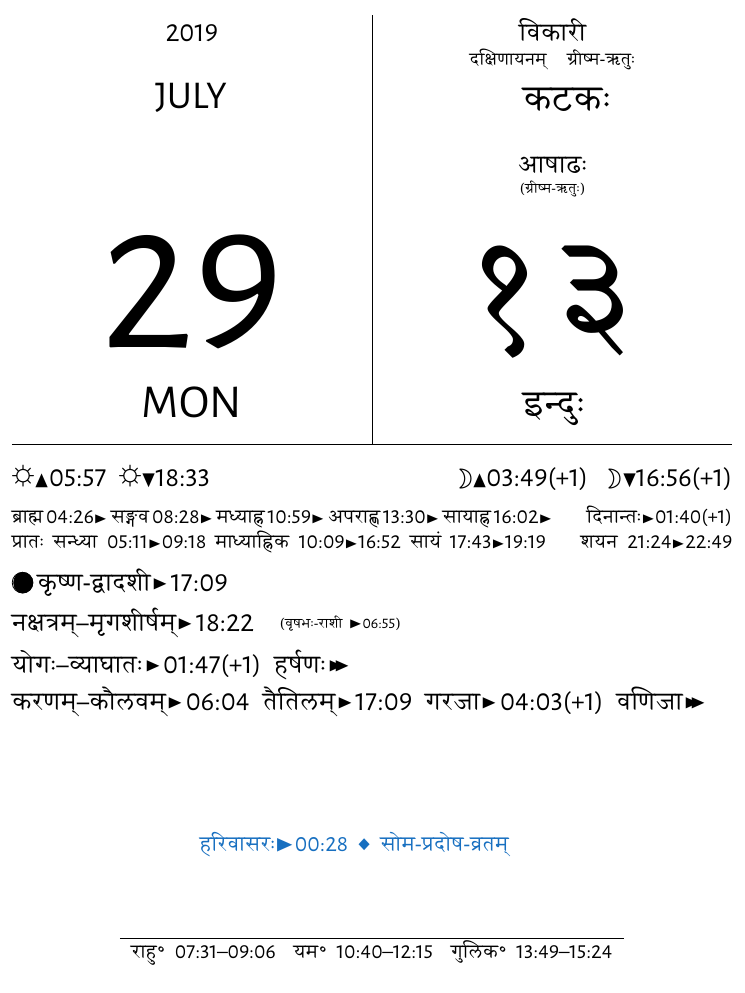 2019
JULY
29
MON
विकारी
दक्षिणायनम् ग्रीष्म-ऋतुः
कटकः
आषाढः
(ग्रीष्म-ऋतुः)
१३
इन्दुः
☼▲05:57 ☼▼18:33 ☽▲03:49(+1) ☽▼16:56(+1)
ब्राह्म 04:26► सङ्गव 08:28► मध्याह्न 10:59► अपराह्ण 13:30► सायाह्न 16:02► दिनान्तः►01:40(+1)
प्रातः सन्ध्या 05:11►09:18 माध्याह्निक 10:09►16:52 सायं 17:43►19:19 शयन 21:24►22:49
●कृष्ण-द्वादशी►17:09
नक्षत्रम्–मृगशीर्षम्►18:22 (वृषभः-राशी ►06:55)
योगः–व्याघातः►01:47(+1) हर्षणः►►
करणम्–कौलवम्►06:04 तैतिलम्►17:09 गरजा►04:03(+1) वणिजा►►
हरिवासरः►00:28 ◆ सोम-प्रदोष-व्रतम्
राहु॰ 07:31–09:06 यम॰ 10:40–12:15 गुलिक॰ 13:49–15:24